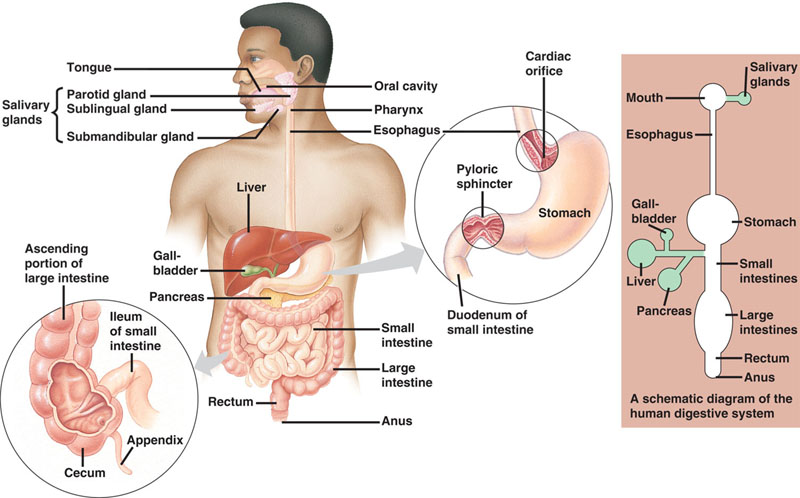 Tongue
Salivary
glands
Parotid gland
Sublingual gland
Submandibular gland
Oral cavity
Pharynx
Esophagus
Liver
Gall-
bladder
Pancreas
Small
intestine
Large
intestine
Rectum
Anus
Ascending
portion of
large intestine
Ileum
of small
intestine
Appendix
Cecum
Cardiac
orifice
Pyloric
sphincter
Stomach
Duodenum of
small intestine
Salivary
glands
Mouth
Esophagus
Gall-
bladder
Stomach
Liver
Small
intestines
Pancreas
Large
intestines
Rectum
Anus
A schematic diagram of the
human digestive system